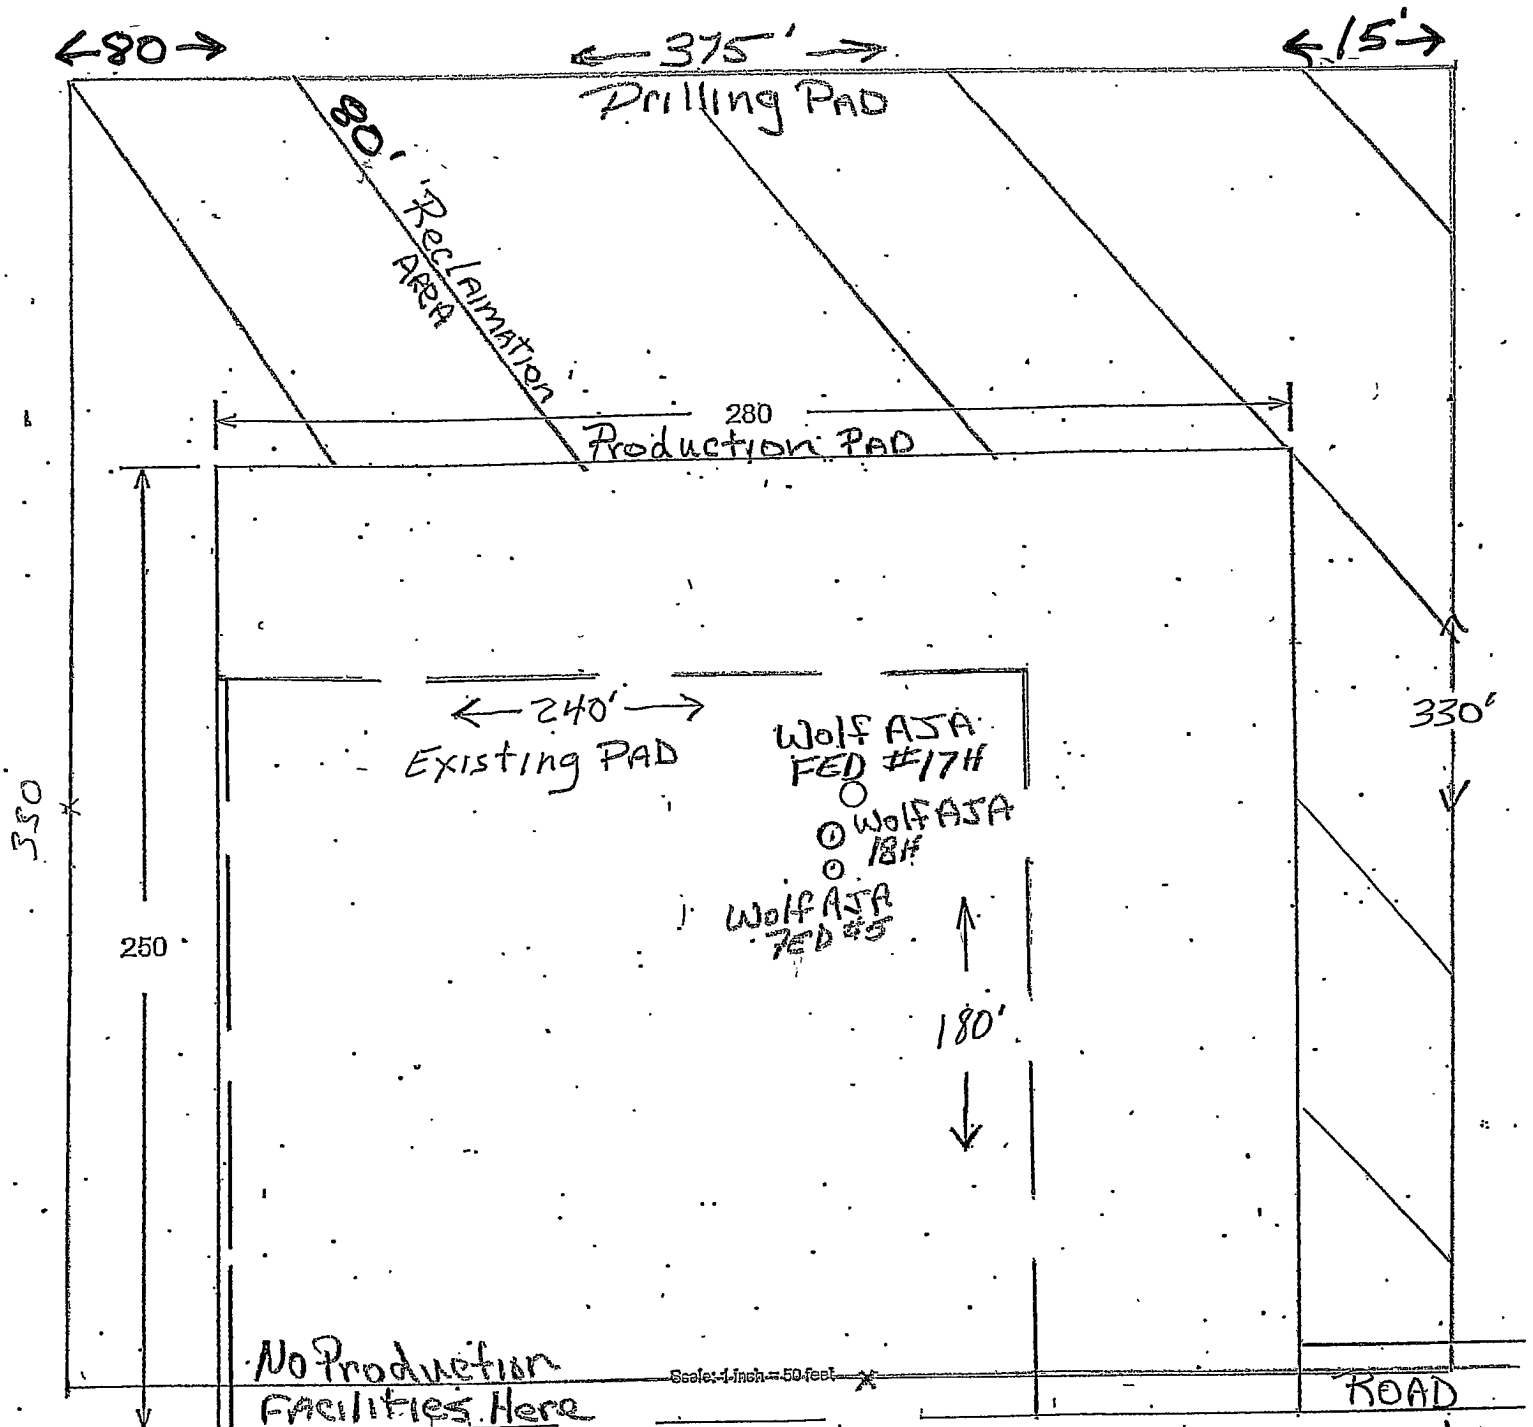 80
375'
15'
Drilling PAD
80'
Reclaimation
AREA
280
Production PAD
240'
Existing PAD
330'
Wolf AJA
FED #17H
Wolf AJA
18H
Wolf AJA
FED #5
330
250
180'
No Production
Facilities Here
Scale: 1 inch = 50 feet
ROAD